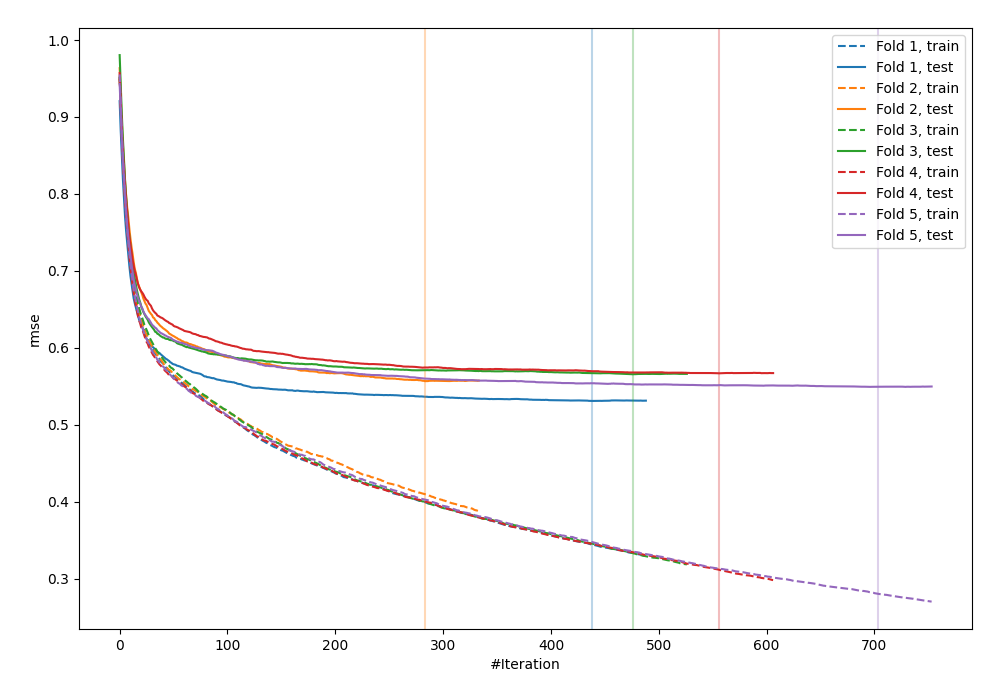 1.0
0.9
0.8
0.7
0.6
0.5
0.4
0.3
rmse
0 100 200 300 400 500 600 700
#Iteration
Fold 1, train
Fold 1, test
Fold 2, train
Fold 2, test
Fold 3, train
Fold 3, test
Fold 4, train
Fold 4, test
Fold 5, train
Fold 5, test